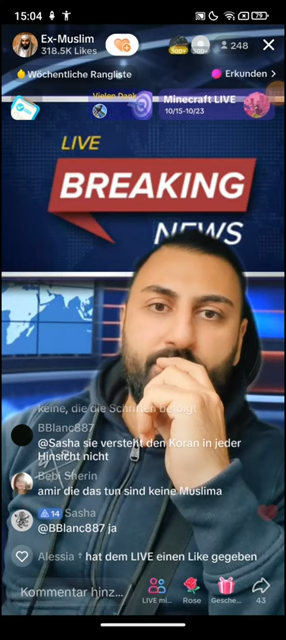 15:04
79
Ex-Muslim
318.5K Likes
300+
248
Wöchentliche Rangliste
Erkunden >
Vielen Dank
Minecraft LIVE
10/15-10/23
LIVE
BREAKING
NEWS
keine, die die Schriften befolgt
BBlanc887
@Sasha sie versteht den Koran in jeder
Hinsicht nicht
Bebi Sherin
amir die das tun sind keine Muslima
14 Sasha
@BBlanc887 ja
Alessia † hat dem LIVE einen Like gegeben
Kommentar hinz...
LIVE mi...
Rose
Gesche...
43